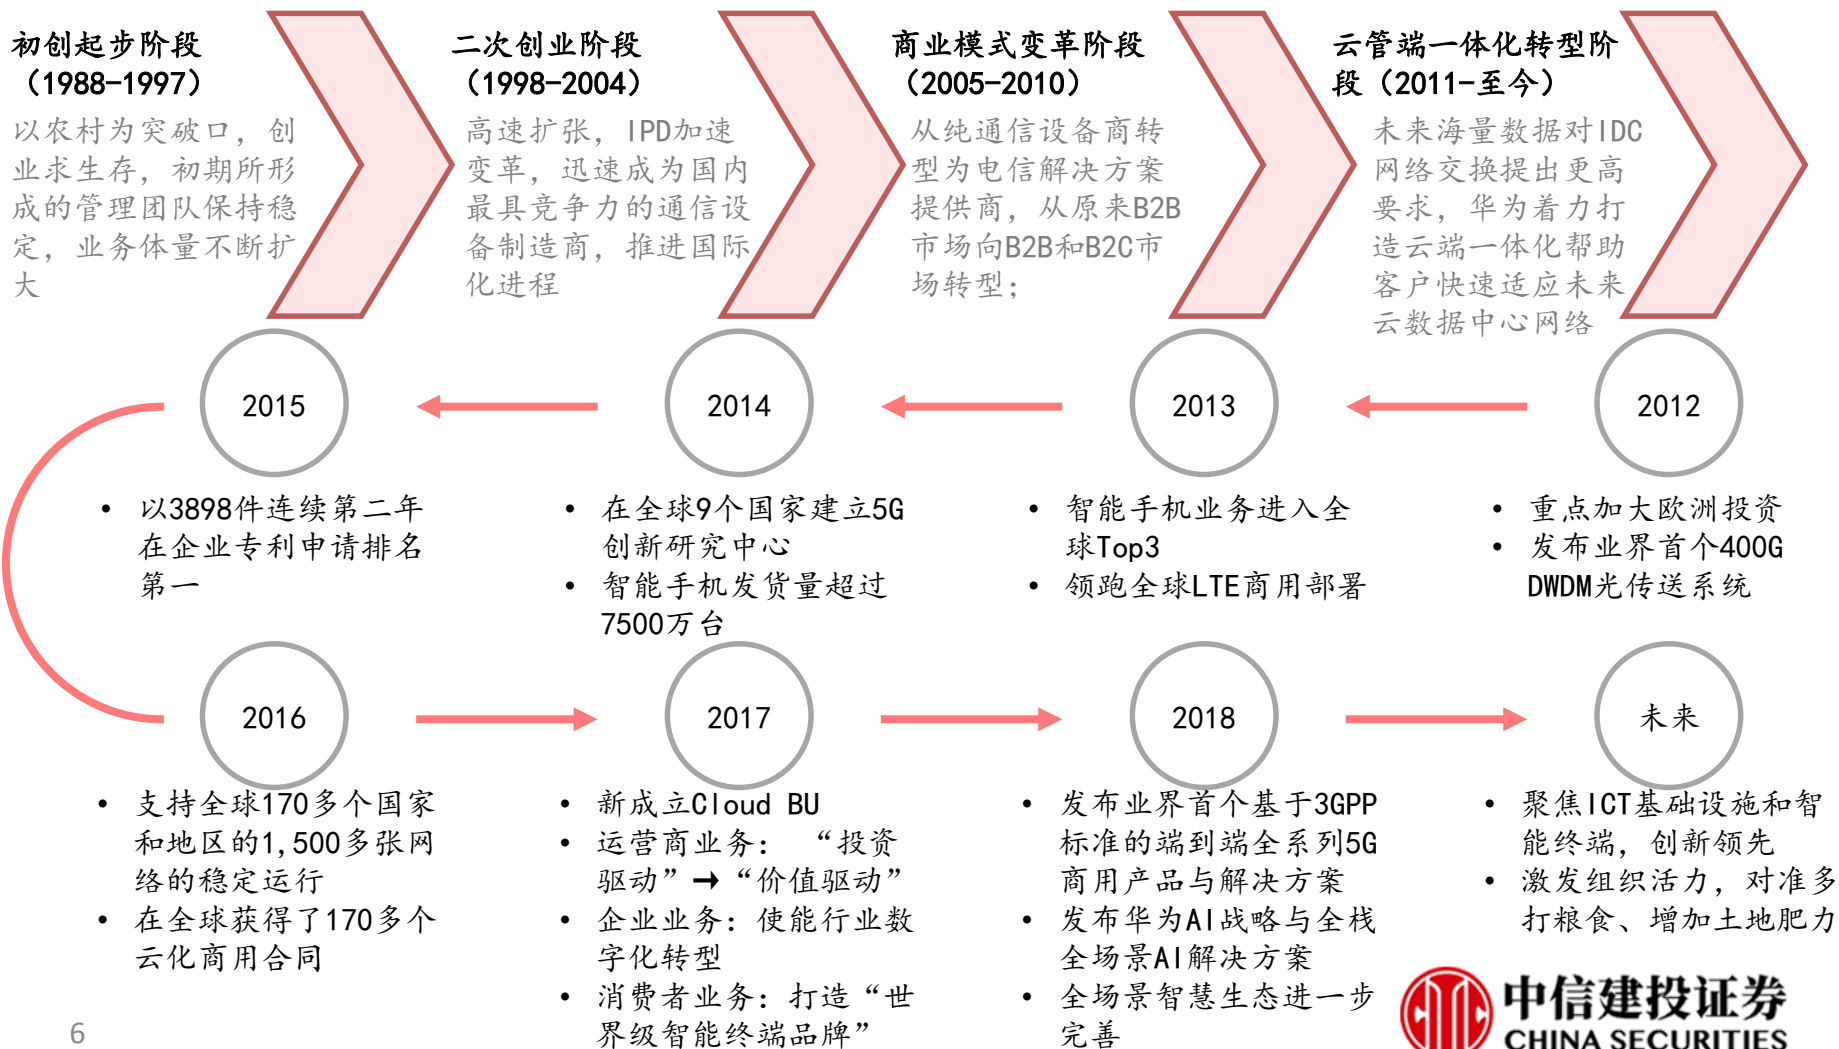 初创起步阶段
（1988-1997）
以农村为突破口，创
业求生存，初期所形
成的管理团队保持稳
定，业务体量不断扩
大
二次创业阶段
（1998-2004）
高速扩张，IPD加速
变革，迅速成为国内
最具竞争力的通信设
备制造商，推进国际
化进程
商业模式变革阶段
（2005-2010）
从纯通信设备商转
型为电信解决方案
提供商，从原来B2B
市场向B2B和B2C市
场转型；
云管端一体化转型阶
段（2011-至今）
未来海量数据对IDC
网络交换提出更高
要求，华为着力打
造云端一体化帮助
客户快速适应未来
云数据中心网络
2015
• 以3898件连续第二年
在企业专利申请排名
第一
2014
• 在全球9个国家建立5G
创新研究中心
• 智能手机发货量超过
7500万台
2013
• 智能手机业务进入全
球Top3
• 领跑全球LTE商用部署
2012
• 重点加大欧洲投资
• 发布业界首个400G
DWDM光传送系统
2016
• 支持全球170多个国家
和地区的1,500多张网
络的稳定运行
• 在全球获得了170多个
云化商用合同
2017
• 新成立Cloud BU
• 运营商业务： “投资
驱动”→“价值驱动”
• 企业业务：使能行业数
字化转型
• 消费者业务：打造“世
界级智能终端品牌”
2018
• 发布业界首个基于3GPP
标准的端到端全系列5G
商用产品与解决方案
• 发布华为AI战略与全栈
全场景AI解决方案
• 全场景智慧生态进一步
完善
未来
• 聚焦ICT基础设施和智
能终端，创新领先
• 激发组织活力，对准多
打粮食、增加土地肥力
6
中信建投证券
CHINA SECURITIES